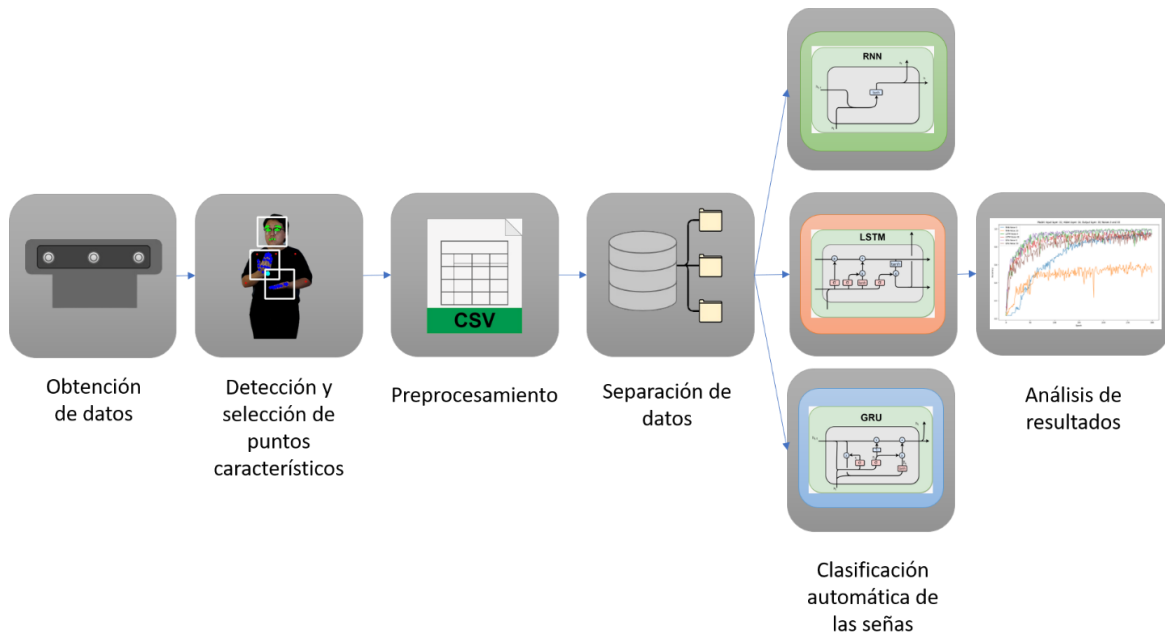 RNN
LSTM
CSV
GRU
Obtención
de datos
Detección y
selección de
puntos
característicos
Preprocesamiento
Separación de
datos
Análisis de
resultados
Clasificación
automática de
las señas